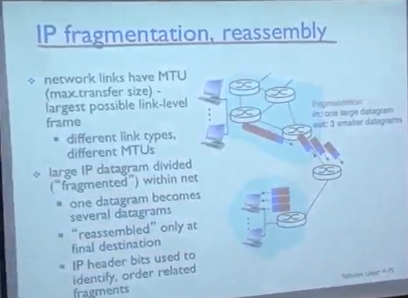 IP fragmentation, reassembly
network links have MTU
(max.transfer size) -
largest possible link-level
frame
different link types,
different MTUs
large IP datagram divided
("fragmented") within net
one datagram becomes
several datagrams
"reassembled" only at
final destination
IP header bits used to
identify, order related
fragments
fragmentation:
in: one large datagram
out: 3 smaller datagrams
Network Layer